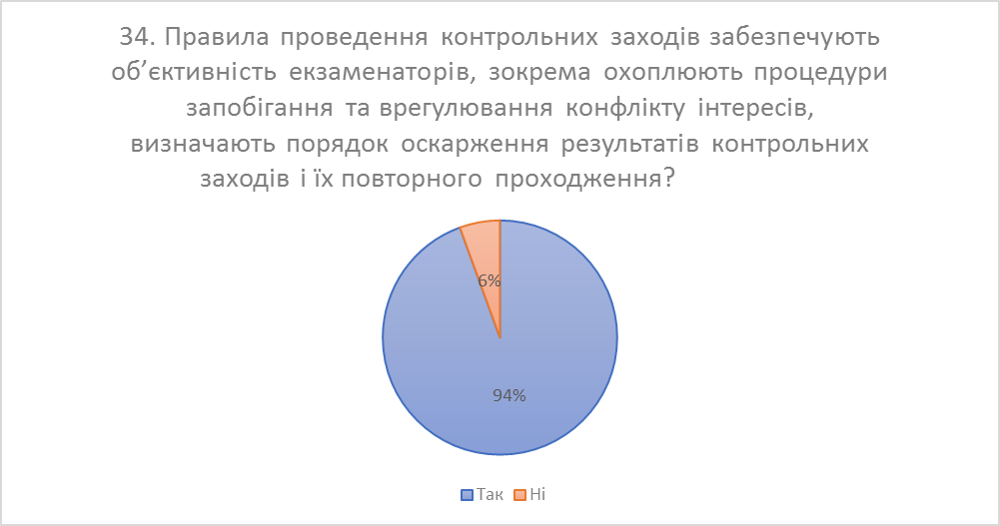 34. Правила проведення контрольних заходів забезпечують
об’єктивність екзаменаторів, зокрема охоплюють процедури
запобігання та врегулювання конфлікту інтересів,
визначають порядок оскарження результатів контрольних
заходів і їх повторного проходження?
6%
94%
Так Ні